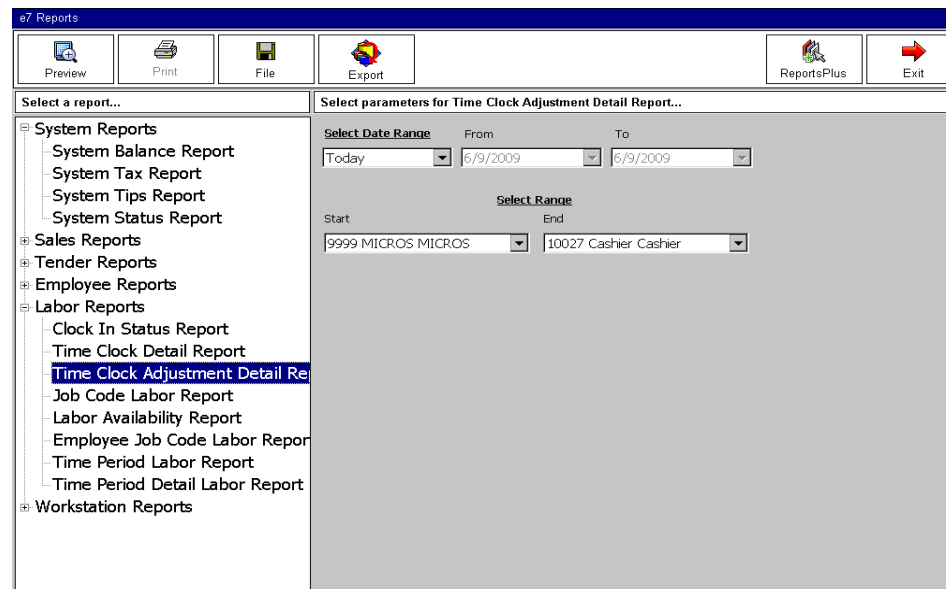 e7 Reports
Preview Print File Export ReportsPlus Exit
Select a report...
System Reports
System Balance Report
System Tax Report
System Tips Report
System Status Report
Sales Reports
Tender Reports
Employee Reports
Labor Reports
Clock In Status Report
Time Clock Detail Report
Time Clock Adjustment Detail Re
Job Code Labor Report
Labor Availability Report
Employee Job Code Labor Repor
Time Period Labor Report
Time Period Detail Labor Report
Workstation Reports
Select parameters for Time Clock Adjustment Detail Report...
Select Date Range From To
Today 6/9/2009 6/9/2009
Select Range
Start End
9999 MICROS MICROS 10027 Cashier Cashier